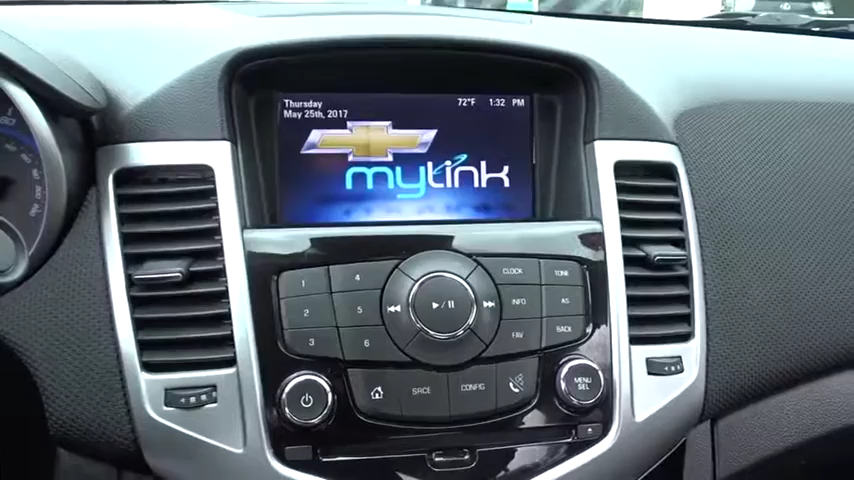 Thursday
May 25th, 2017
72°F 1:32 PM
mylink
1 4 CLOCK TONE
2 5 INFO AS
3 6 FAV BACK
SRCE CONFIG
MENU
SEL